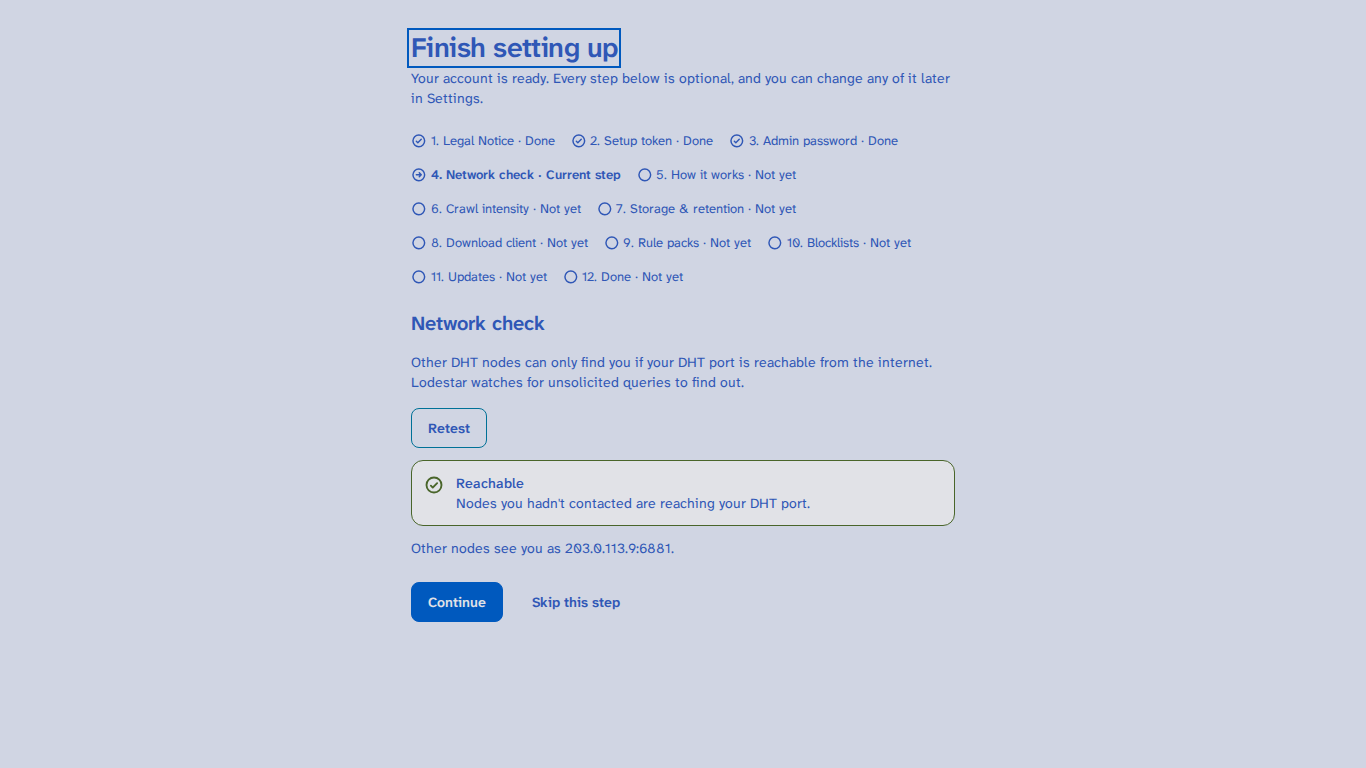 Finish setting up
Your account is ready. Every step below is optional, and you can change any of it later
in Settings.
1. Legal Notice · Done 2. Setup token · Done 3. Admin password · Done
4. Network check · Current step 5. How it works · Not yet
6. Crawl intensity · Not yet 7. Storage & retention · Not yet
8. Download client · Not yet 9. Rule packs · Not yet 10. Blocklists · Not yet
11. Updates · Not yet 12. Done · Not yet
Network check
Other DHT nodes can only find you if your DHT port is reachable from the internet.
Lodestar watches for unsolicited queries to find out.
Retest
Reachable
Nodes you hadn't contacted are reaching your DHT port.
Other nodes see you as 203.0.113.9:6881.
Continue Skip this step